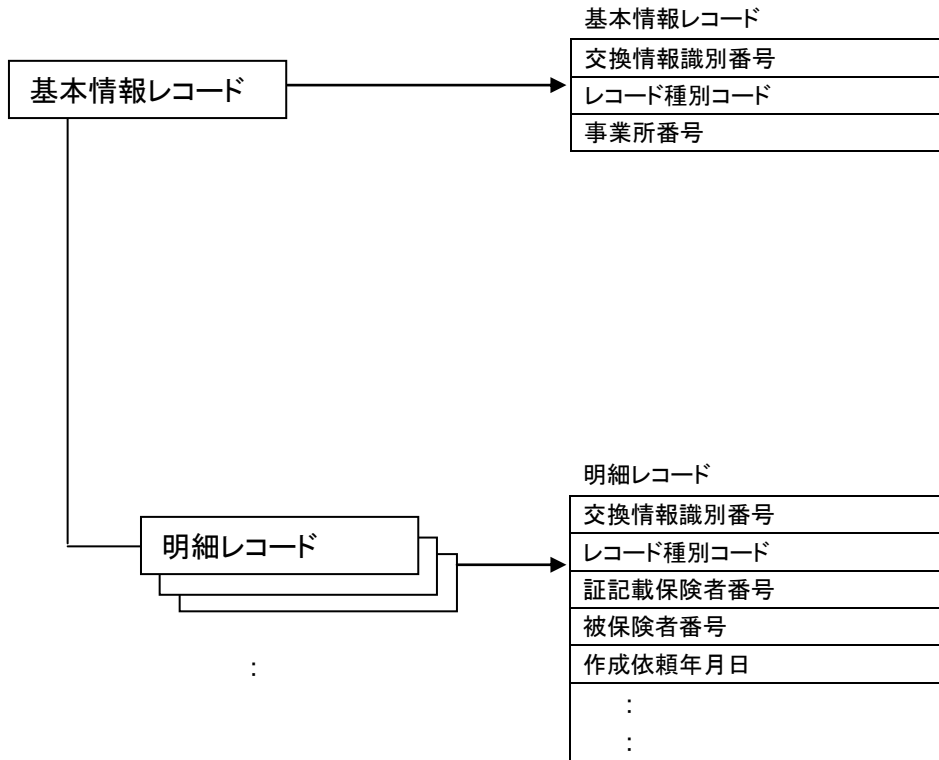 基本情報レコード
基本情報レコード
交換情報識別番号
レコード種別コード
事業所番号
明細レコード
明細レコード
交換情報識別番号
レコード種別コード
証記載保険者番号
被保険者番号
作成依頼年月日
:
:
: